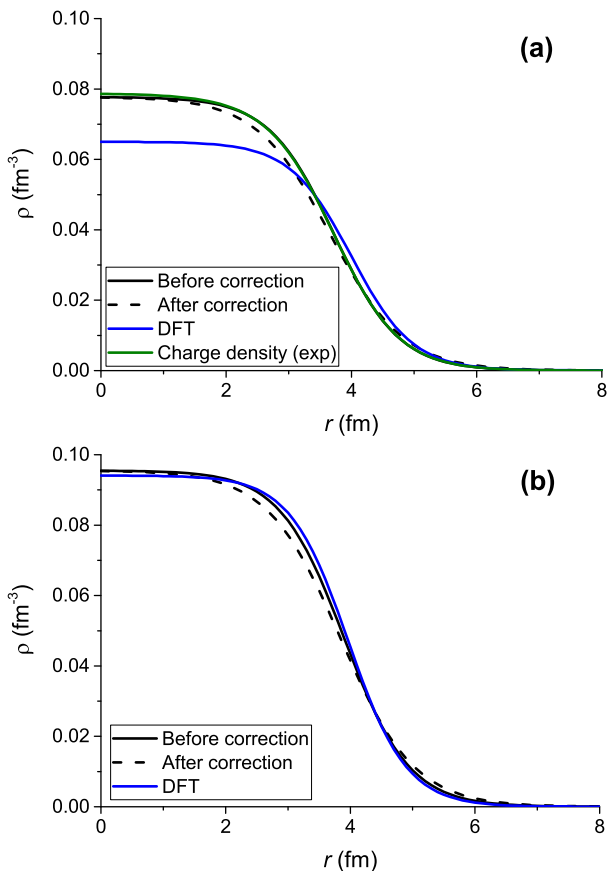 0.10
(a)
0.08
0.06
ρ (fm-3)
0.04
Before correction
After correction
0.02
DFT
Charge density (exp)
0.00
0 2 4 6 8
r (fm)
0.10
(b)
0.08
0.06
ρ (fm-3)
0.04
0.02
Before correction
After correction
DFT
0.00
0 2 4 6 8
r (fm)